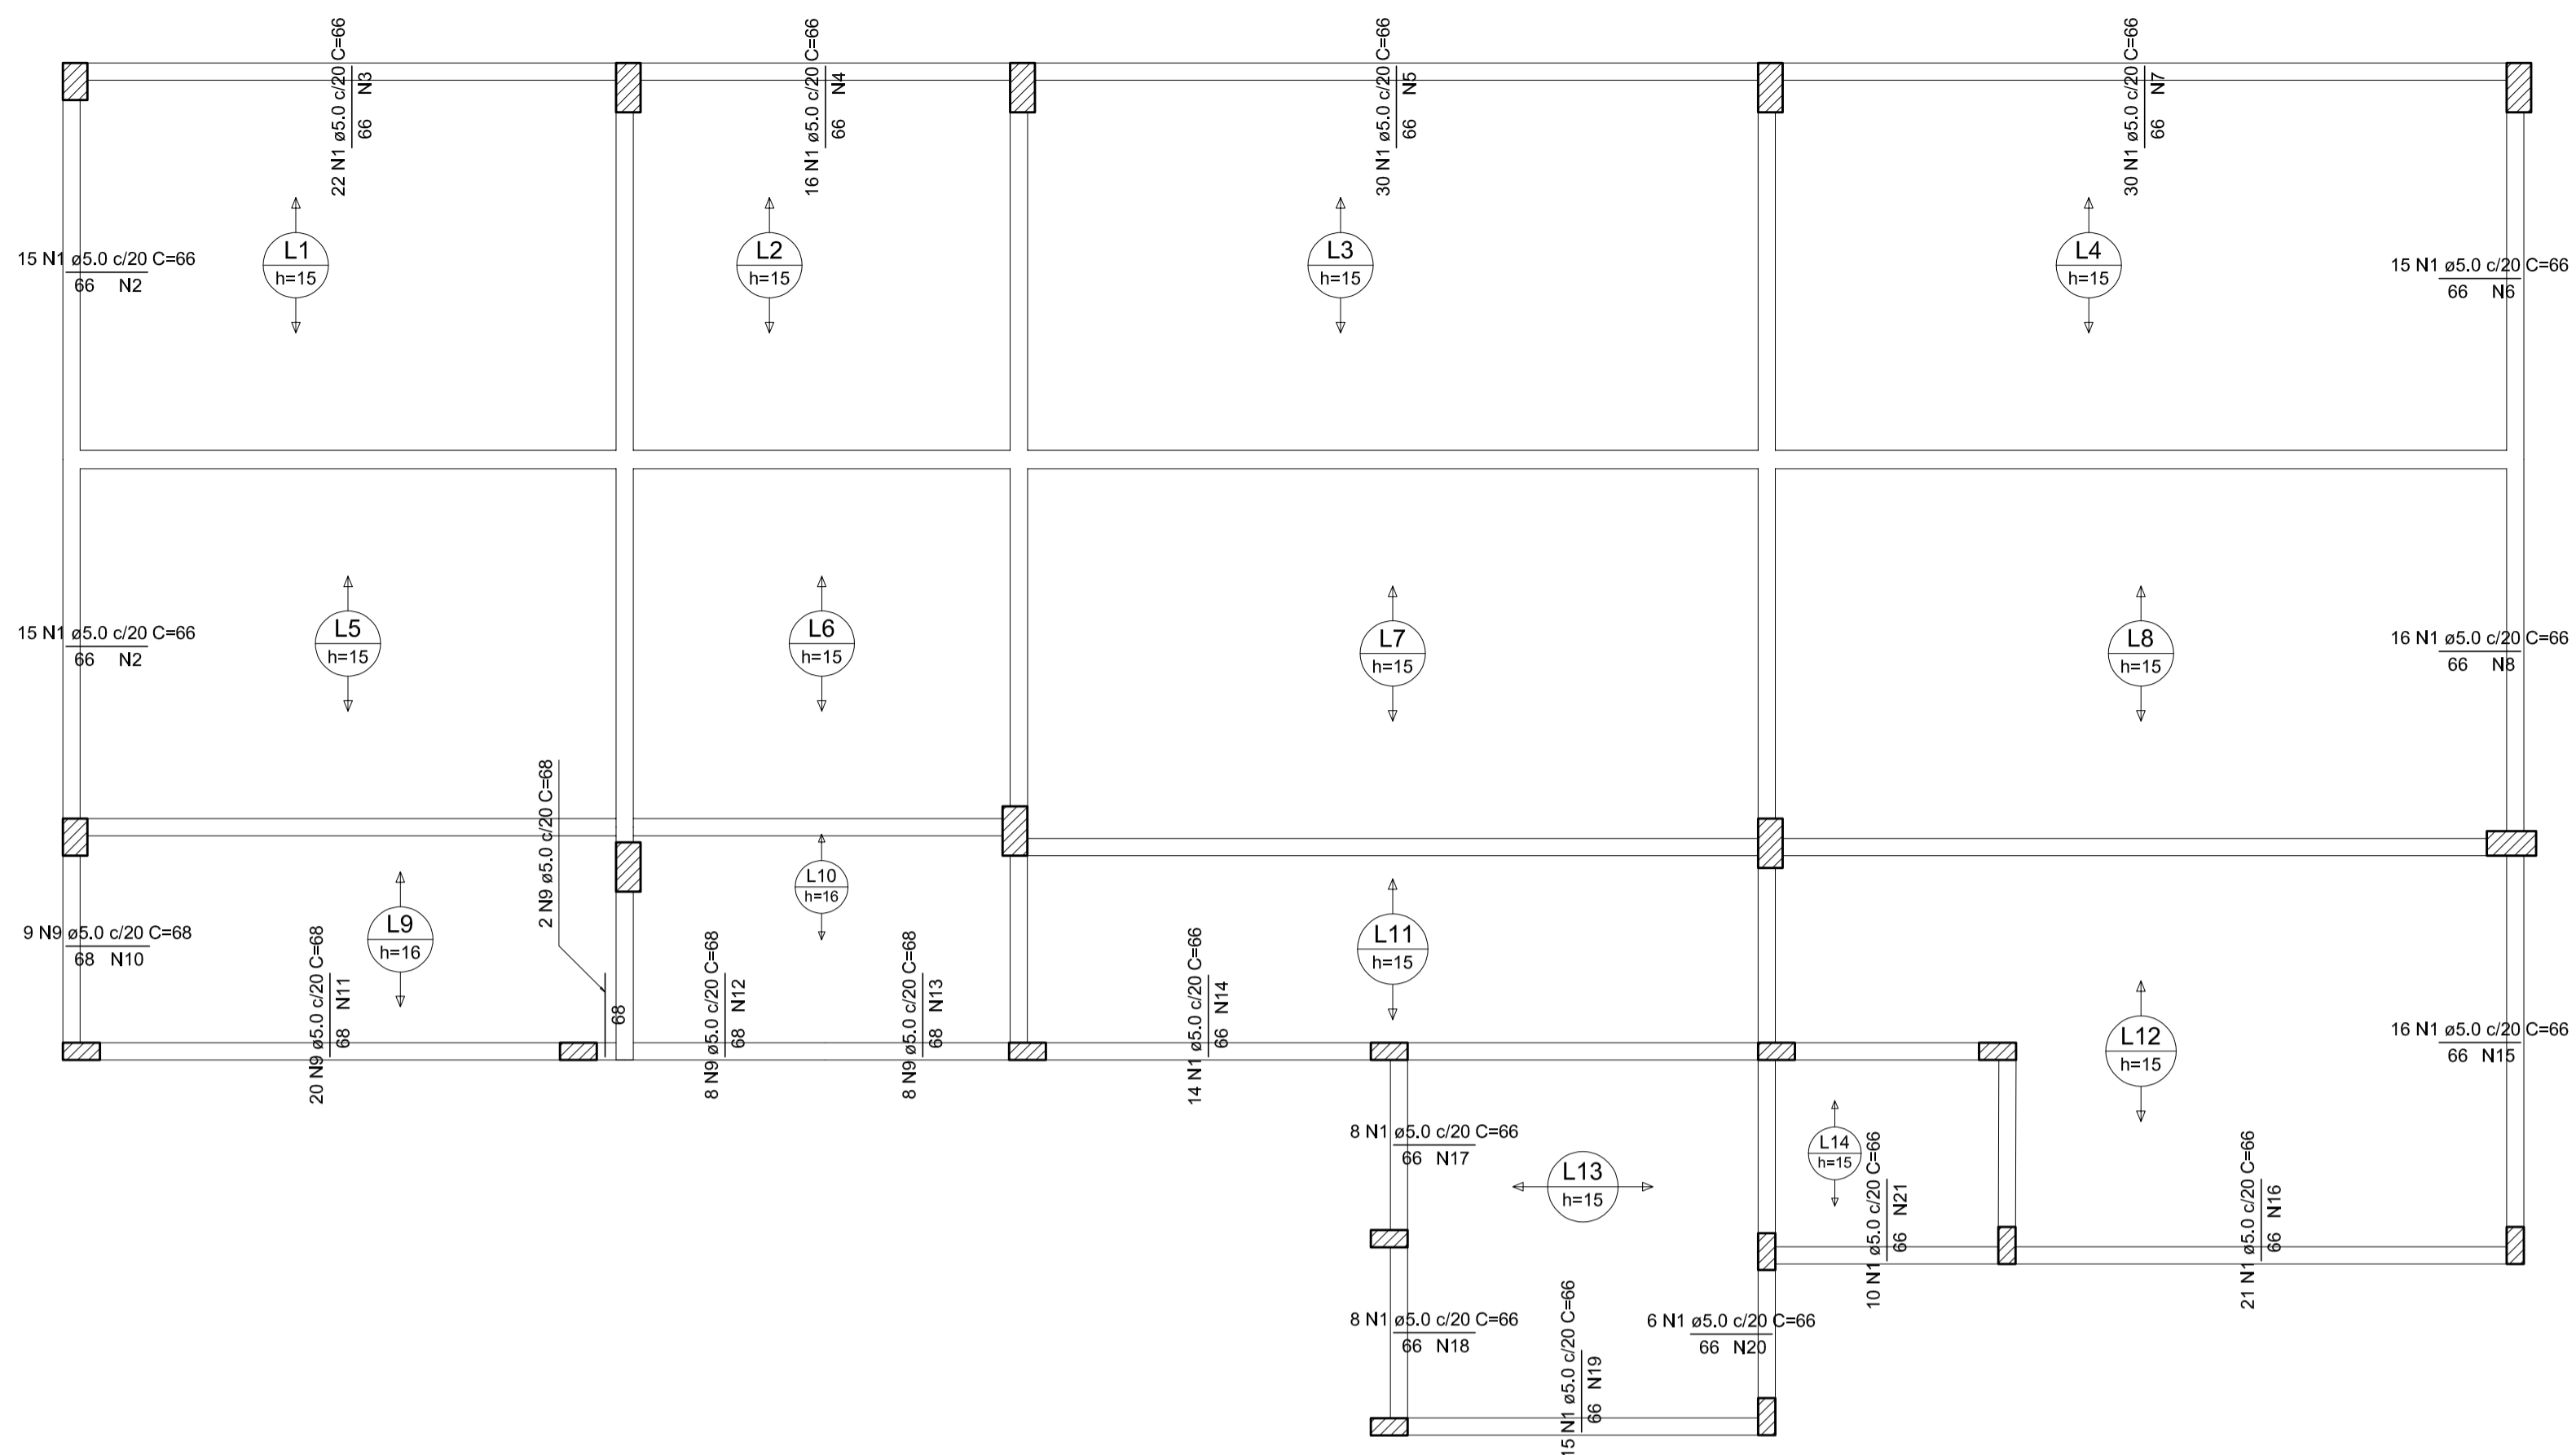 22 N1 ø5.0 c/20 C=66
66 N3
16 N1 ø5.0 c/20 C=66
66 N4
30 N1 ø5.0 c/20 C=66
66 N5
30 N1 ø5.0 c/20 C=66
66 N7
15 N1 ø5.0 c/20 C=66
66 N2
L1
h=15
L2
h=15
L3
h=15
L4
h=15
15 N1 ø5.0 c/20 C=66
66 N6
15 N1 ø5.0 c/20 C=66
66 N2
L5
h=15
L6
h=15
L7
h=15
L8
h=15
16 N1 ø5.0 c/20 C=66
66 N8
2 N9 ø5.0 c/20 C=68
68
9 N9 ø5.0 c/20 C=68
68 N10
L9
h=16
L10
h=16
L11
h=15
20 N9 ø5.0 c/20 C=68
68 N11
8 N9 ø5.0 c/20 C=68
68 N12
8 N9 ø5.0 c/20 C=68
68 N13
14 N1 ø5.0 c/20 C=66
66 N14
L12
h=15
16 N1 ø5.0 c/20 C=66
66 N15
8 N1 ø5.0 c/20 C=66
66 N17
L13
h=15
L14
h=15
10 N1 ø5.0 c/20 C=66
66 N21
21 N1 ø5.0 c/20 C=66
66 N16
8 N1 ø5.0 c/20 C=66
66 N18
15 N1 ø5.0 c/20 C=66
66 N19
6 N1 ø5.0 c/20 C=66
66 N20